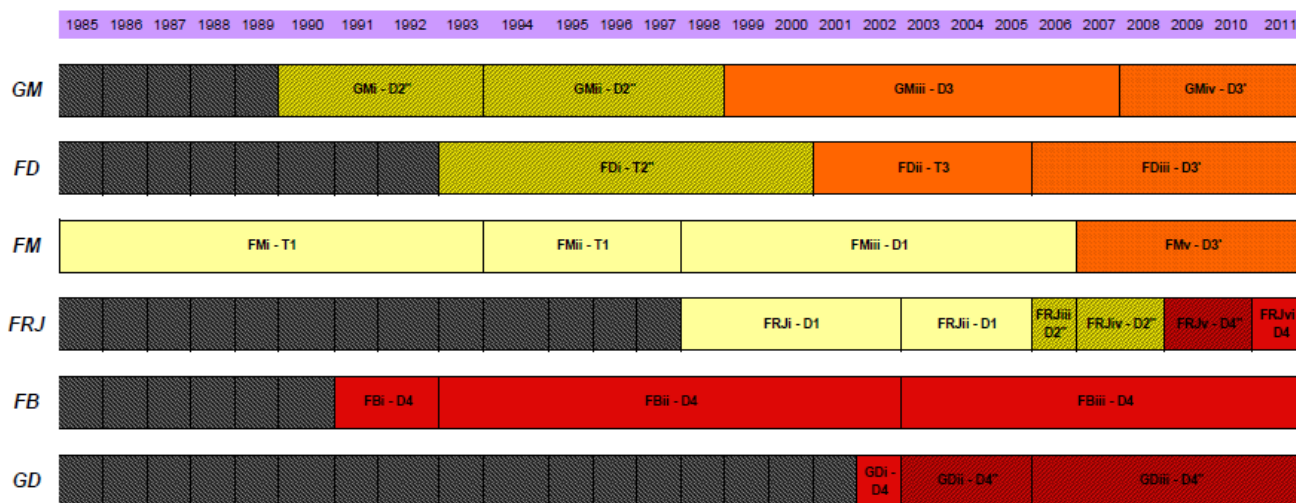 1985 1986 1987 1988 1989 1990 1991 1992 1993 1994 1995 1996 1997 1998 1999 2000 2001 2002 2003 2004 2005 2006 2007 2008 2009 2010 2011
GM GMi - D2" GMii - D2" GMiii - D3 GMiv - D3'
FD FDi - T2" FDii - T3 FDiii - D3'
FM FMi - T1 FMii - T1 FMiii - D1 FMv - D3'
FRJ FRJi - D1 FRJii - D1 FRJiii D2" FRJiv - D2" FRJv - D4" FRJvi D4
FB FBi - D4 FBii - D4 FBiii - D4
GD GDi - D4 GDii - D4" GDiii - D4"